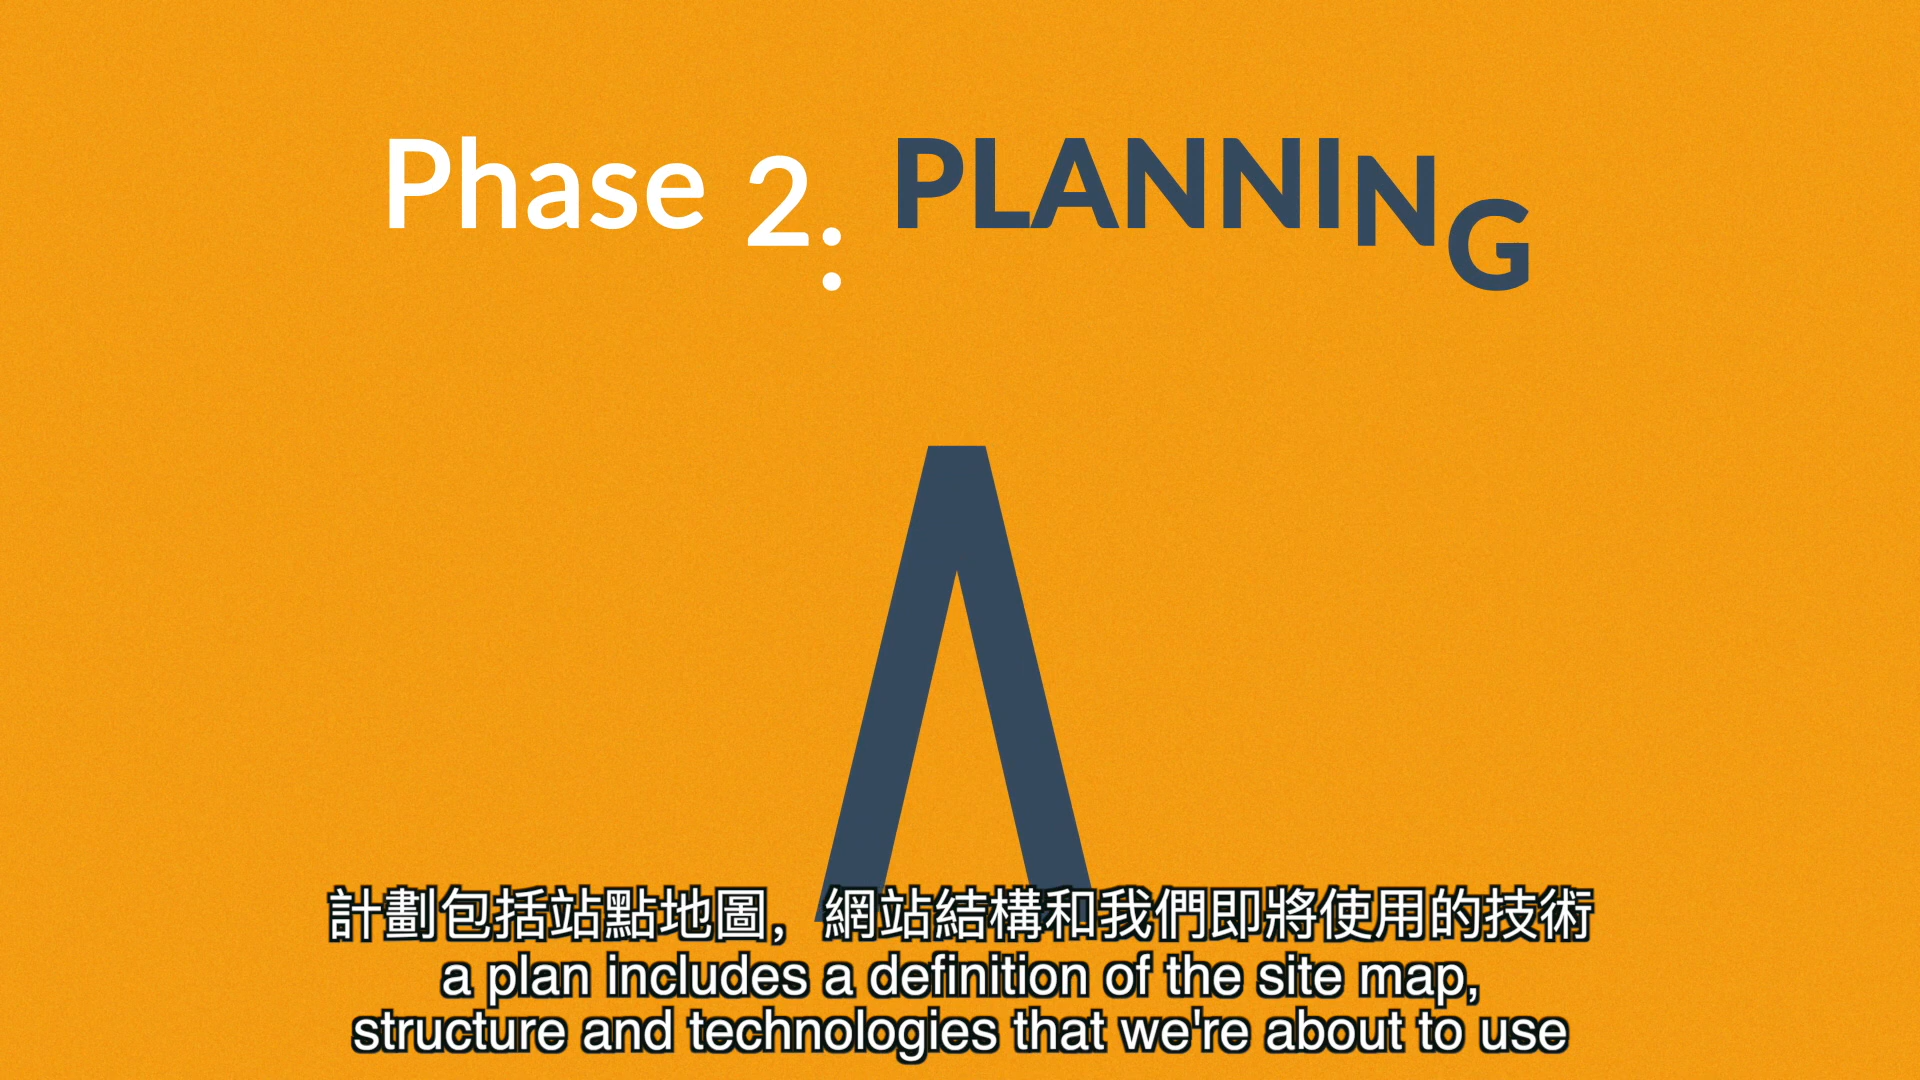 Phase 2: PLANNING
計劃包括站點地圖，網站結構和我們即將使用的技術
a plan includes a definition of the site map,
structure and technologies that we're about to use